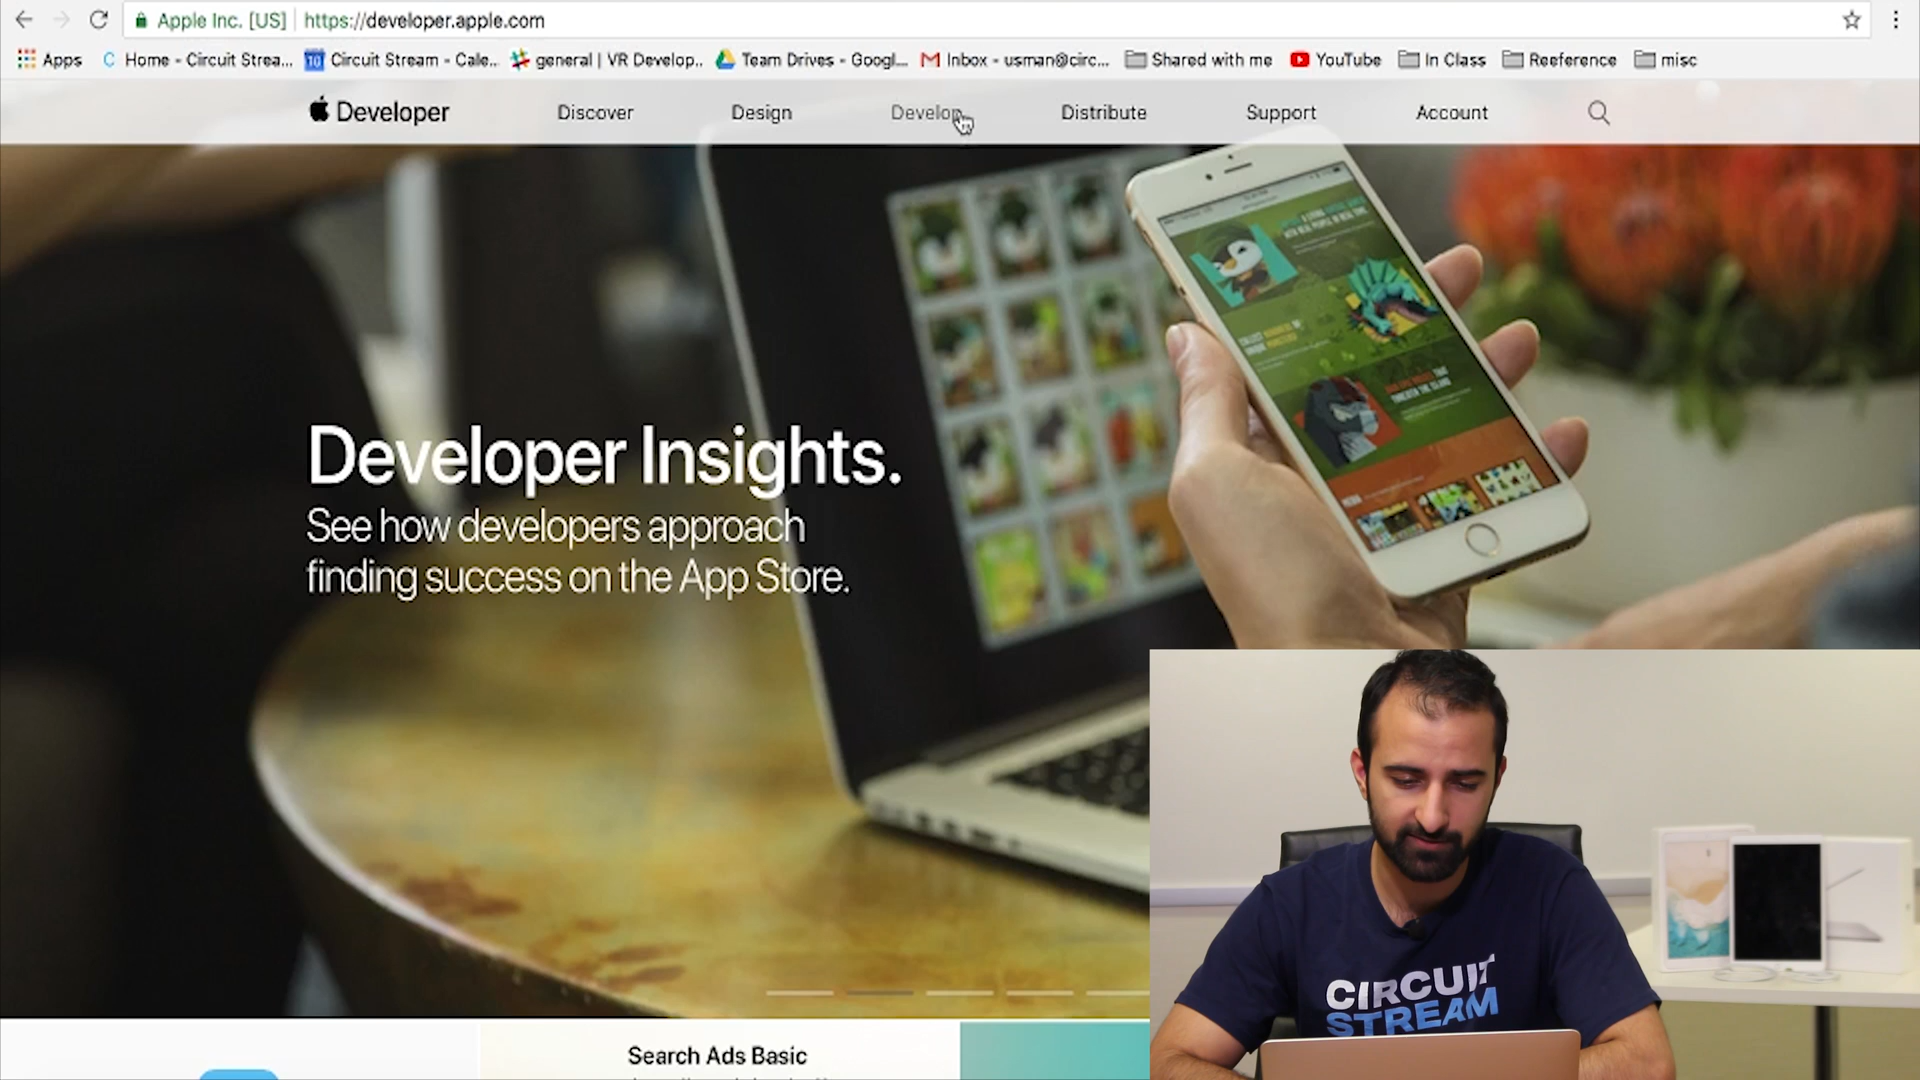 Apple Inc. [US] https://developer.apple.com
Apps Home - Circuit Strea... Circuit Stream - Cale... general | VR Develop... Team Drives - Googl... Inbox - usman@circ... Shared with me YouTube In Class Reeference misc
Developer Discover Design Develop Distribute Support Account
Developer Insights.
See how developers approach
finding success on the App Store.
CIRCUIT
STREAM
Search Ads Basic